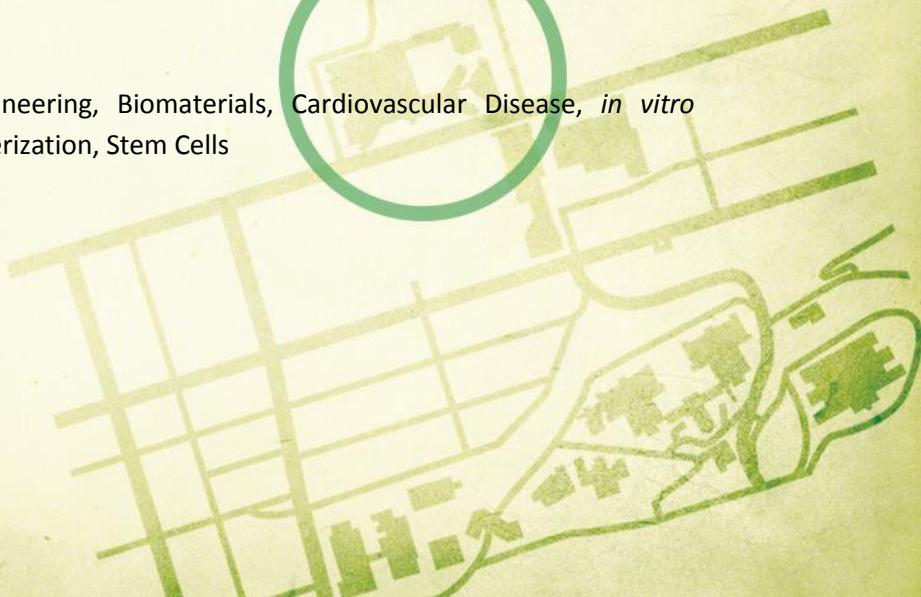 neering, Biomaterials, Cardiovascular Disease, in vitro
erization, Stem Cells